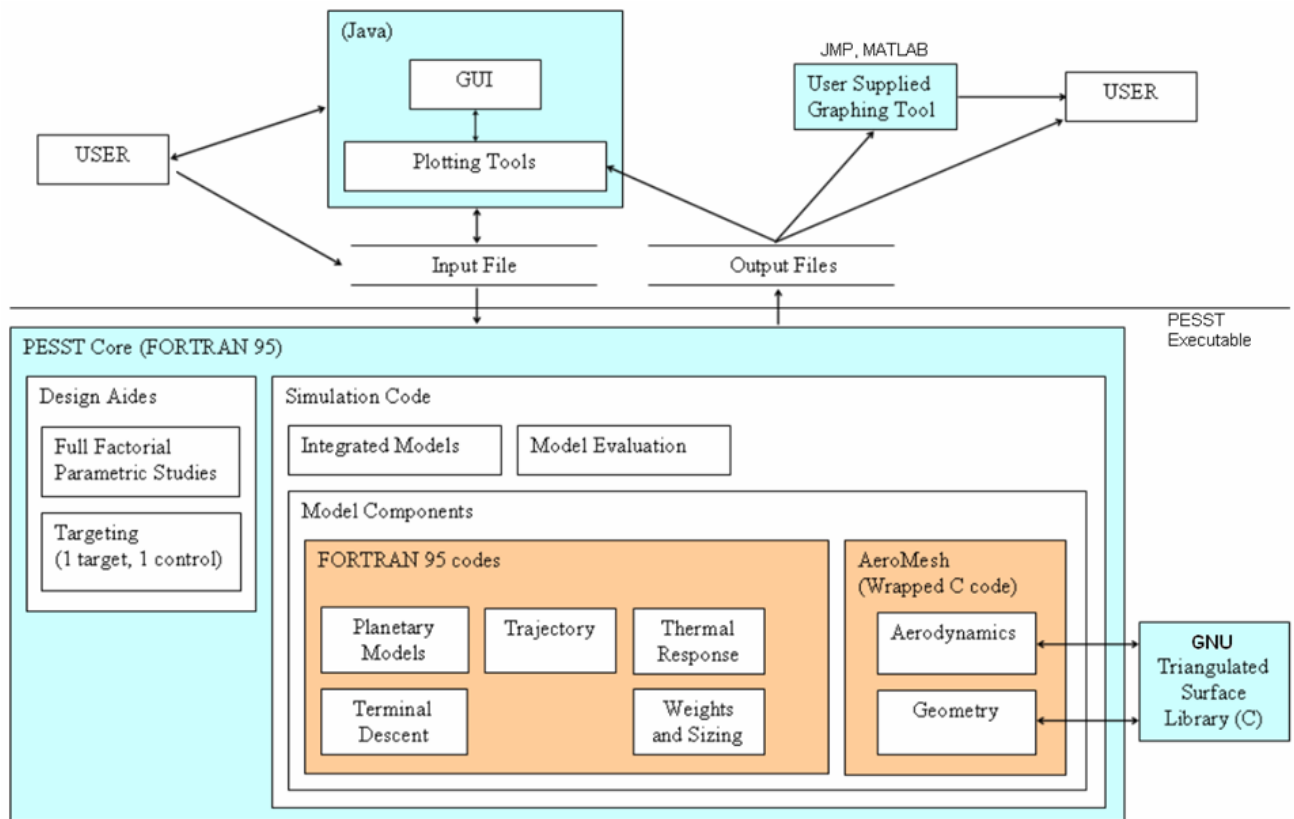 (Java)
GUI
Plotting Tools
USER
JMP, MATLAB
User Supplied
Graphing Tool
USER
Input File
Output Files
PESST
Executable
PESST Core (FORTRAN 95)
Design Aides
Full Factorial
Parametric Studies
Targeting
(1 target, 1 control)
Simulation Code
Integrated Models
Model Evaluation
Model Components
FORTRAN 95 codes
Planetary
Models
Trajectory
Thermal
Response
Terminal
Descent
Weights
and Sizing
AeroMesh
(Wrapped C code)
Aerodynamics
Geometry
GNU
Triangulated
Surface
Library (C)